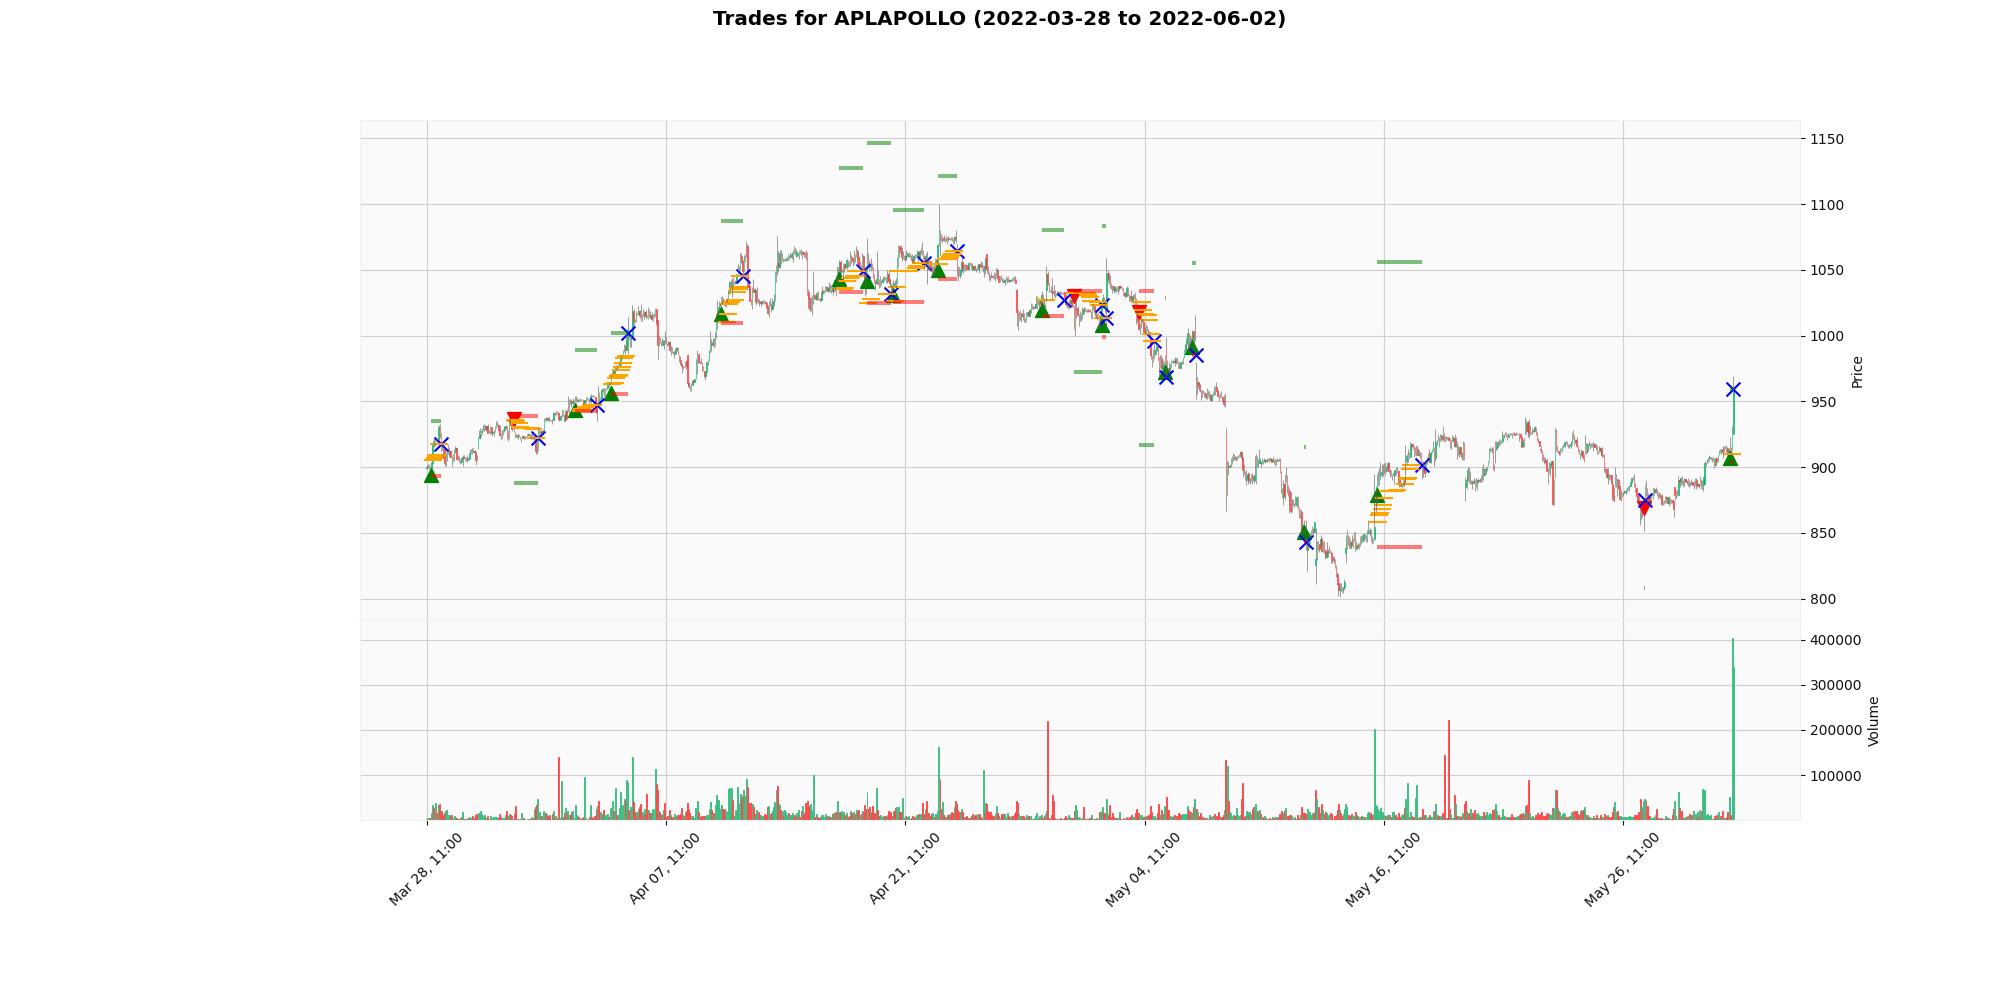 Trades for APLAPOLLO (2022-03-28 to 2022-06-02)
1150
1100
1050
1000
950
900
850
800
Price
400000
300000
200000
100000
Volume
Mar 28, 11:00
Apr 07, 11:00
Apr 21, 11:00
May 04, 11:00
May 16, 11:00
May 26, 11:00